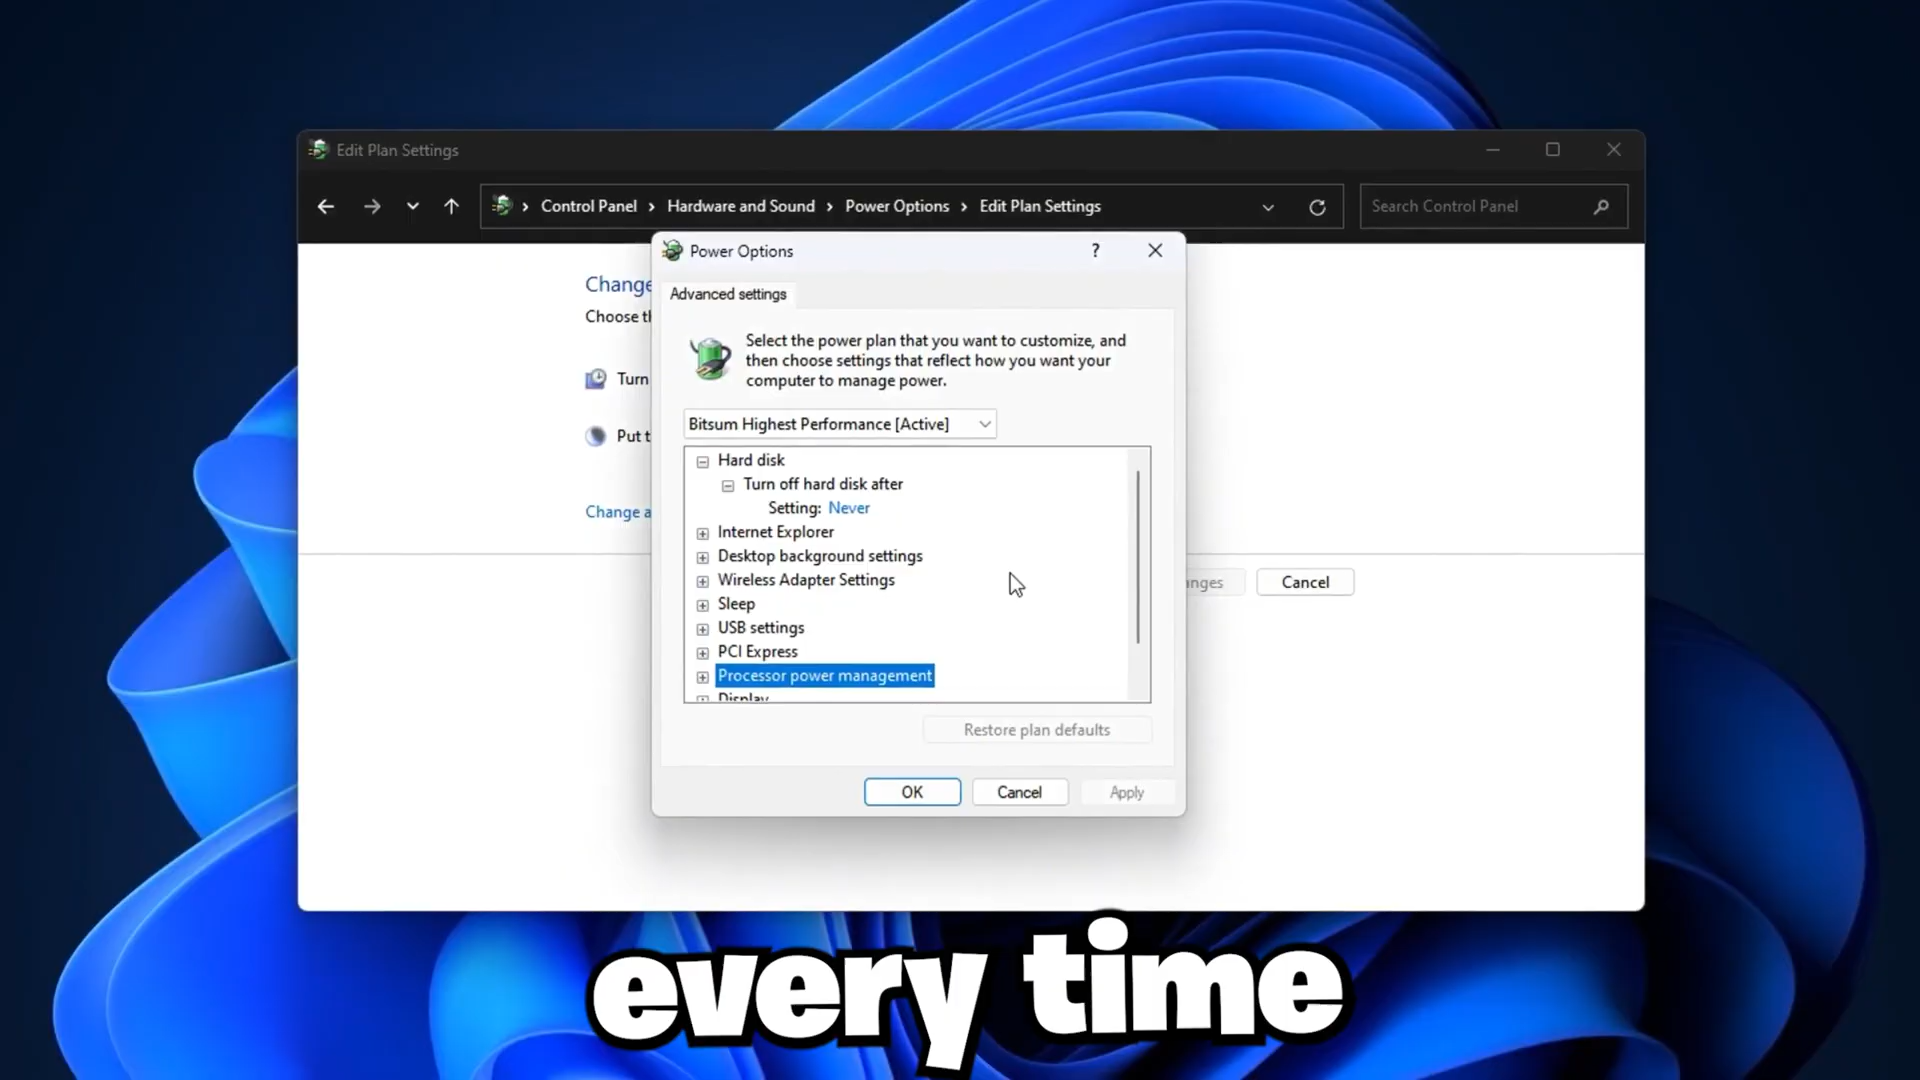 Edit Plan Settings
Control Panel > Hardware and Sound > Power Options > Edit Plan Settings
Search Control Panel
Power Options
?
Change
Advanced settings
Choose t
Select the power plan that you want to customize, and
then choose settings that reflect how you want your
computer to manage power.
Turn
Bitsum Highest Performance [Active]
Put t
Hard disk
Turn off hard disk after
Setting: Never
Change a
Internet Explorer
Desktop background settings
Wireless Adapter Settings
anges
Cancel
Sleep
USB settings
PCI Express
Processor power management
Display
Restore plan defaults
OK
Cancel
Apply
every time